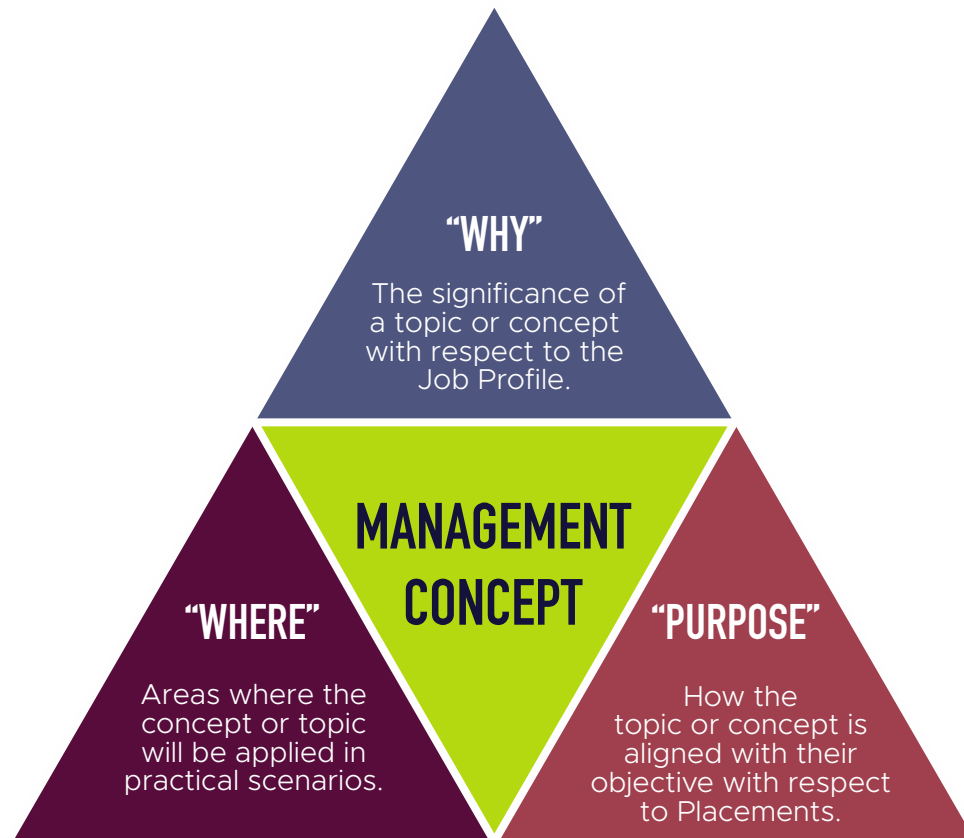 “WHY”
The significance of
a topic or concept
with respect to the
Job Profile.
MANAGEMENT
CONCEPT
“WHERE”
Areas where the
concept or topic
will be applied in
practical scenarios.
“PURPOSE”
How the
topic or concept is
aligned with their
objective with respect
to Placements.